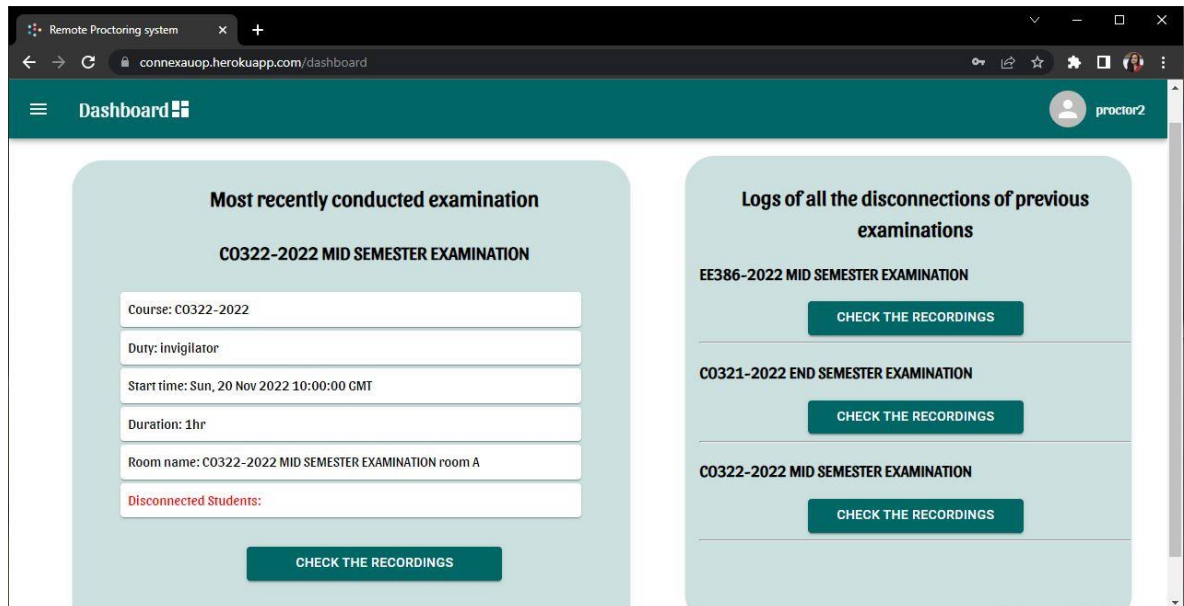 Remote Proctoring system
connexauop.herokuapp.com/dashboard
Dashboard
proctor2
Most recently conducted examination
CO322-2022 MID SEMESTER EXAMINATION
Course: CO322-2022
Duty: invigilator
Start time: Sun, 20 Nov 2022 10:00:00 GMT
Duration: 1hr
Room name: CO322-2022 MID SEMESTER EXAMINATION room A
Disconnected Students:
CHECK THE RECORDINGS
Logs of all the disconnections of previous
examinations
EE386-2022 MID SEMESTER EXAMINATION
CHECK THE RECORDINGS
CO321-2022 END SEMESTER EXAMINATION
CHECK THE RECORDINGS
CO322-2022 MID SEMESTER EXAMINATION
CHECK THE RECORDINGS